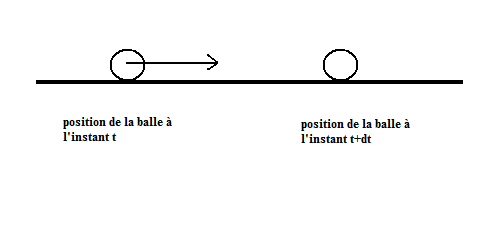 position de la balle à
l'instant t
position de la balle à
l'instant t+dt